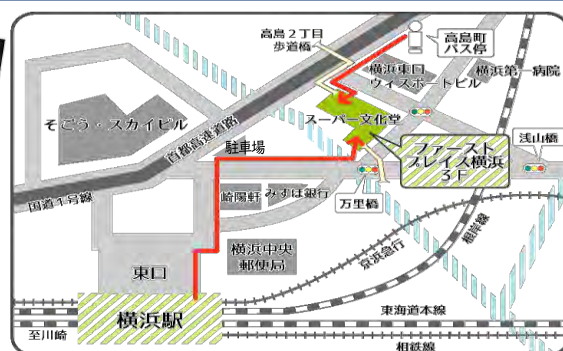 高島2丁目
歩道橋
高島町
バス停
横浜東口
ウィスポートビル
横浜第一病院
そごう・スカイビル
首都高速道路
スーパー文化堂
駐車場
ファースト
プレイス横浜
3F
浅山橋
国道1号線
崎陽軒
みずほ銀行
万里橋
根岸線
横浜中央
郵便局
京浜急行
東口
東海道本線
横浜駅
至川崎
相鉄線